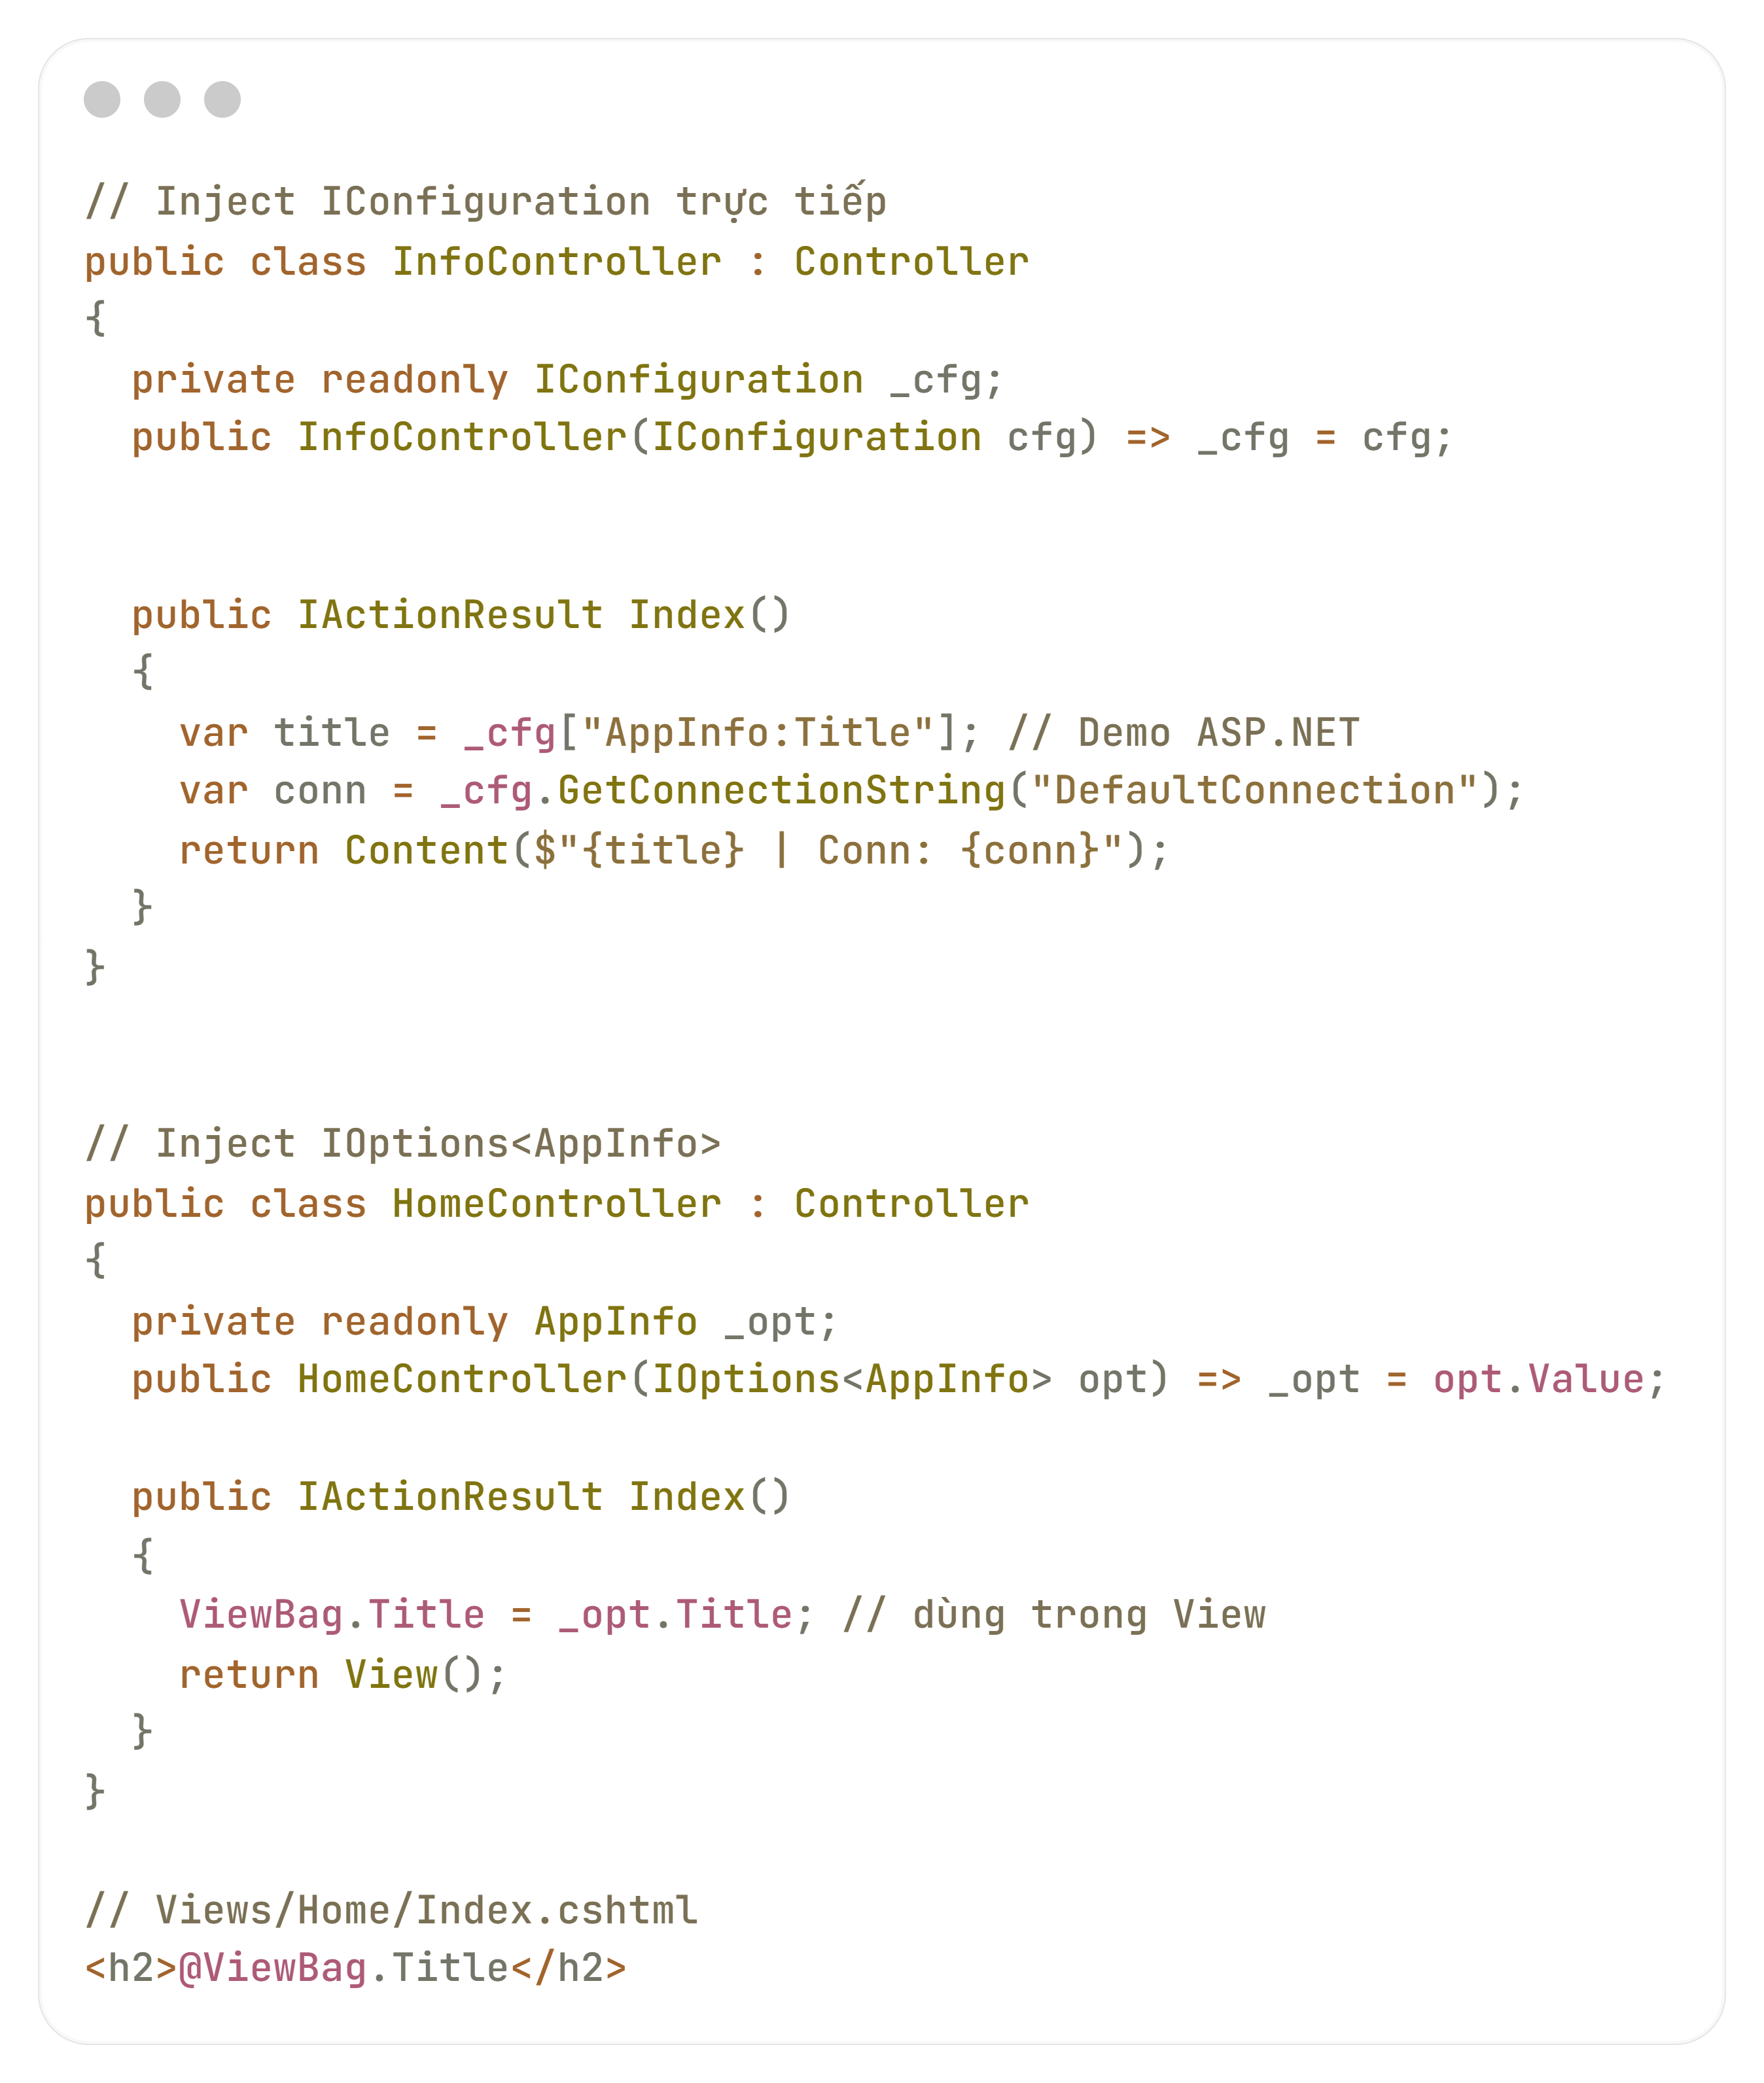 // Inject IConfiguration trực tiếp
public class InfoController : Controller
{
  private readonly IConfiguration _cfg;
  public InfoController(IConfiguration cfg) => _cfg = cfg;
  public IActionResult Index()
  {
    var title = _cfg["AppInfo:Title"]; // Demo ASP.NET
    var conn = _cfg.GetConnectionString("DefaultConnection");
    return Content($"{title} | Conn: {conn}");
  }
}
// Inject IOptions<AppInfo>
public class HomeController : Controller
{
  private readonly AppInfo _opt;
  public HomeController(IOptions<AppInfo> opt) => _opt = opt.Value;
  public IActionResult Index()
  {
    ViewBag.Title = _opt.Title; // dùng trong View
    return View();
  }
}
// Views/Home/Index.cshtml
<h2>@ViewBag.Title</h2>